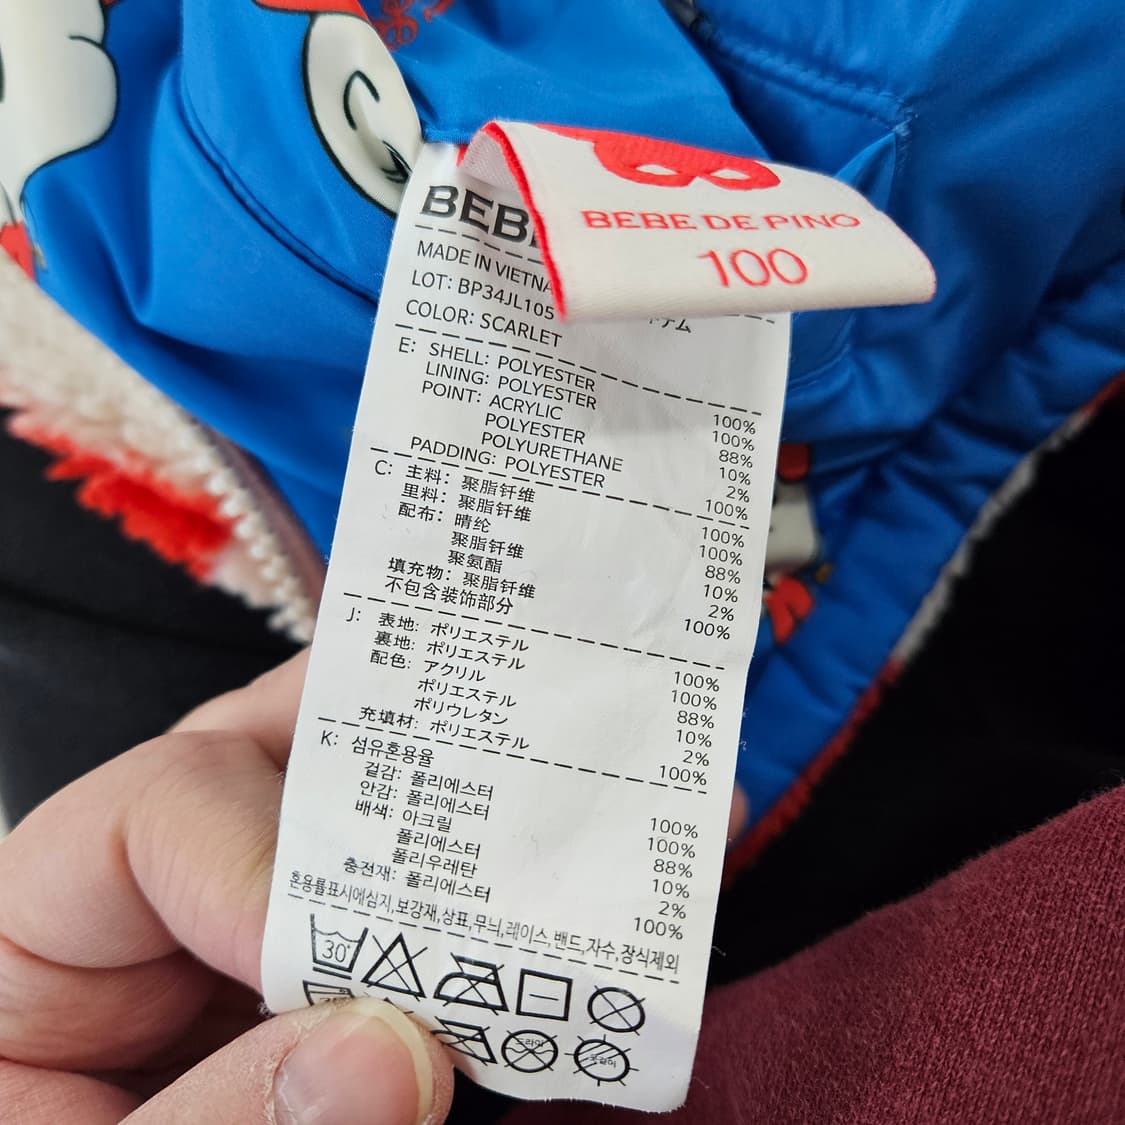 BEBE DE PINO
100
BEB
MADE IN VIETNA
LOT: BP34JL105
COLOR: SCARLET
E: SHELL: POLYESTER 100%
LINING: POLYESTER 100%
POINT: ACRYLIC 88%
POLYESTER 10%
POLYURETHANE 2%
PADDING: POLYESTER 100%
C: 主料: 聚脂钎维 100%
里料: 聚脂钎维 100%
配布: 晴纶 88%
聚脂钎维 10%
聚氨酯 2%
填充物: 聚脂钎维 100%
不包含装饰部分
J: 表地: ポリエステル 100%
裏地: ポリエステル 100%
配色: アクリル 88%
ポリエステル 10%
ポリウレタン 2%
充填材: ポリエステル 100%
K: 섬유혼용율
겉감: 폴리에스터 100%
안감: 폴리에스터 100%
배색: 아크릴 88%
폴리에스터 10%
폴리우레탄 2%
충전재: 폴리에스터 100%
혼용률표시에심지,보강재,상표,무늬,레이스,밴드,자수,장식제외
30°
드라이